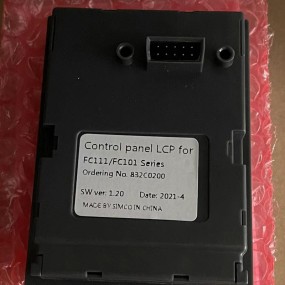 Control panel LCP for
FC111/FC101 Series
Ordering No. 832C0200
SW ver: 1.20 Date: 2021-4
MADE BY SIMCO IN CHINA